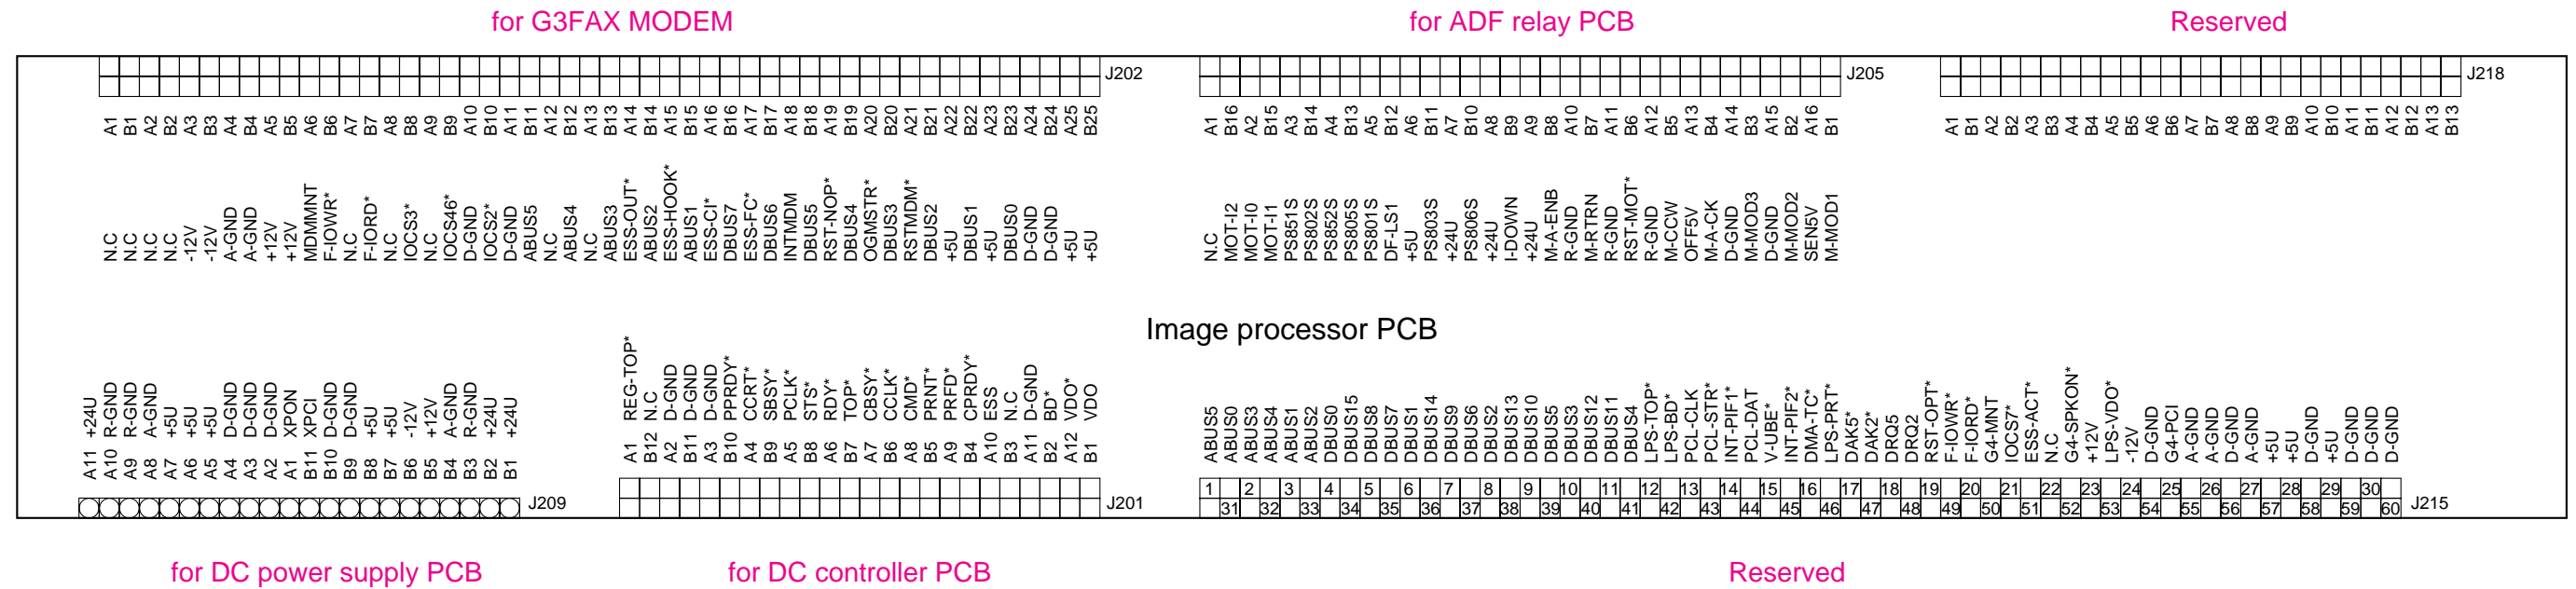 for G3FAX MODEM
for ADF relay PCB
Reserved
J202
J205
J218
A1 B1 A2 B2 A3 B3 A4 B4 A5 B5 A6 B6 A7 B7 A8 B8 A9 B9 A10 B10 A11 B11 A12 B12 A13 B13 A14 B14 A15 B15 A16 B16 A17 B17 A18 B18 A19 B19 A20 B20 A21 B21 A22 B22 A23 B23 A24 B24 A25 B25
A1 B16 A2 B15 A3 B14 A4 B13 A5 B12 A6 B11 A7 B10 A8 B9 A9 B8 A10 B7 A11 B6 A12 B5 A13 B4 A14 B3 A15 B2 A16 B1
A1 B1 A2 B2 A3 B3 A4 B4 A5 B5 A6 B6 A7 B7 A8 B8 A9 B9 A10 B10 A11 B11 A12 B12 A13 B13
N.C N.C N.C N.C -12V -12V A-GND A-GND +12V +12V MDMMNT F-IOWR* N.C F-IORD* N.C IOCS3* N.C IOCS46* D-GND IOCS2* D-GND ABUS5 N.C ABUS4 N.C ABUS3 ESS-OUT* ABUS2 ESS-HOOK* ABUS1 ESS-CI* DBUS7 ESS-FC* DBUS6 INTMDM DBUS5 RST-NOP* DBUS4 OGMSTR* DBUS3 RSTMDM* DBUS2 +5U DBUS1 +5U DBUS0 D-GND D-GND +5U +5U
N.C MOT-I2 MOT-I0 MOT-I1 PS851S PS802S PS852S PS805S PS801S DF-LS1 +5U PS803S +24U PS806S +24U I-DOWN +24U M-A-ENB R-GND M-RTRN R-GND RST-MOT* R-GND M-CCW OFF5V M-A-CK D-GND M-MOD3 D-GND M-MOD2 SEN5V M-MOD1
Image processor PCB
+24U R-GND R-GND A-GND +5U +5U +5U D-GND D-GND D-GND XPON XPCI D-GND D-GND +5U +5U -12V +12V A-GND R-GND +24U +24U
A11 A10 A9 A8 A7 A6 A5 A4 A3 A2 A1 B11 B10 B9 B8 B7 B6 B5 B4 B3 B2 B1
J209
REG-TOP* N.C D-GND D-GND D-GND PPRDY* CCRT* SBSY* PCLK* STS* RDY* TOP* CBSY* CCLK* CMD* PRNT* PRFD* CPRDY* ESS N.C D-GND BD* VDO* VDO
A1 B12 A2 B11 A3 B10 A4 B9 A5 B8 A6 B7 A7 B6 A8 B5 A9 B4 A10 B3 A11 B2 A12 B1
J201
ABUS5 ABUS0 ABUS3 ABUS4 ABUS1 ABUS2 DBUS0 DBUS15 DBUS8 DBUS7 DBUS1 DBUS14 DBUS9 DBUS6 DBUS2 DBUS13 DBUS10 DBUS5 DBUS3 DBUS12 DBUS11 DBUS4 LPS-TOP* LPS-BD* PCL-CLK PCL-STR* INT-PIF1* PCL-DAT V-UBE* INT-PIF2* DMA-TC* LPS-PRT* DAK5* DAK2* DRQ5 DRQ2 RST-OPT* F-IOWR* F-IORD* G4-MNT IOCS7* ESS-ACT* N.C G4-SPKON* +12V LPS-VDO* -12V D-GND G4-PCI A-GND A-GND D-GND A-GND +5U +5U D-GND +5U D-GND D-GND D-GND
1 2 3 4 5 6 7 8 9 10 11 12 13 14 15 16 17 18 19 20 21 22 23 24 25 26 27 28 29 30
31 32 33 34 35 36 37 38 39 40 41 42 43 44 45 46 47 48 49 50 51 52 53 54 55 56 57 58 59 60
J215
for DC power supply PCB
for DC controller PCB
Reserved